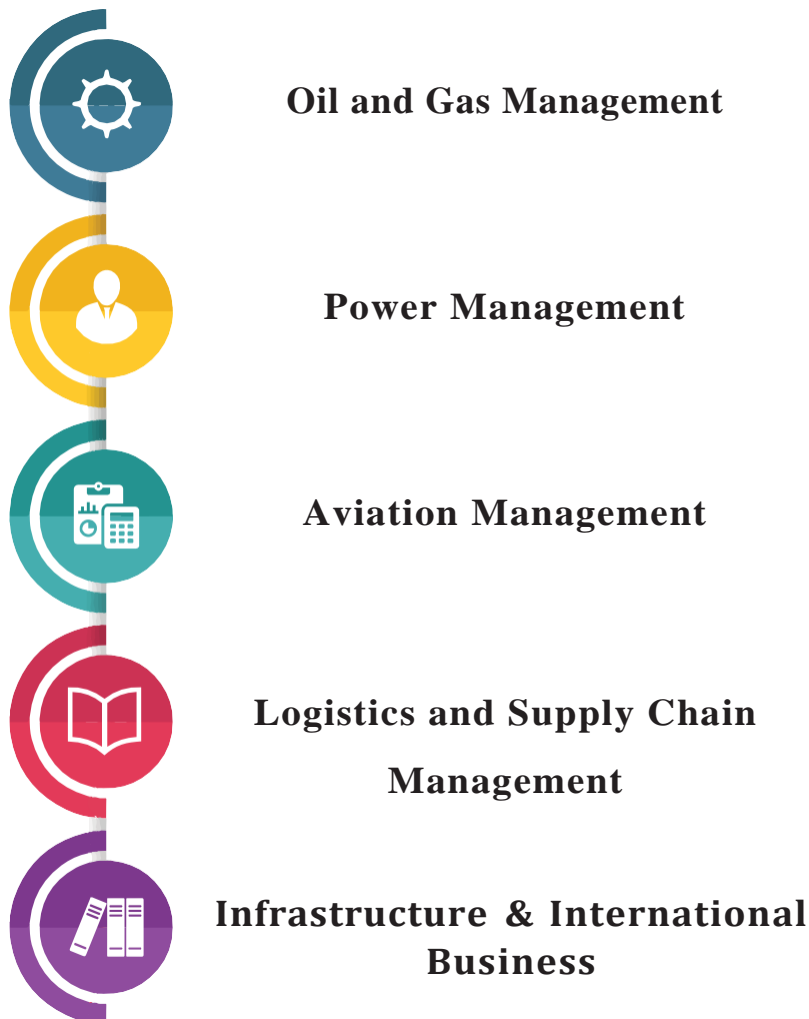 Oil and Gas Management
Power Management
Aviation Management
Logistics and Supply Chain
Management
Infrastructure & International
Business